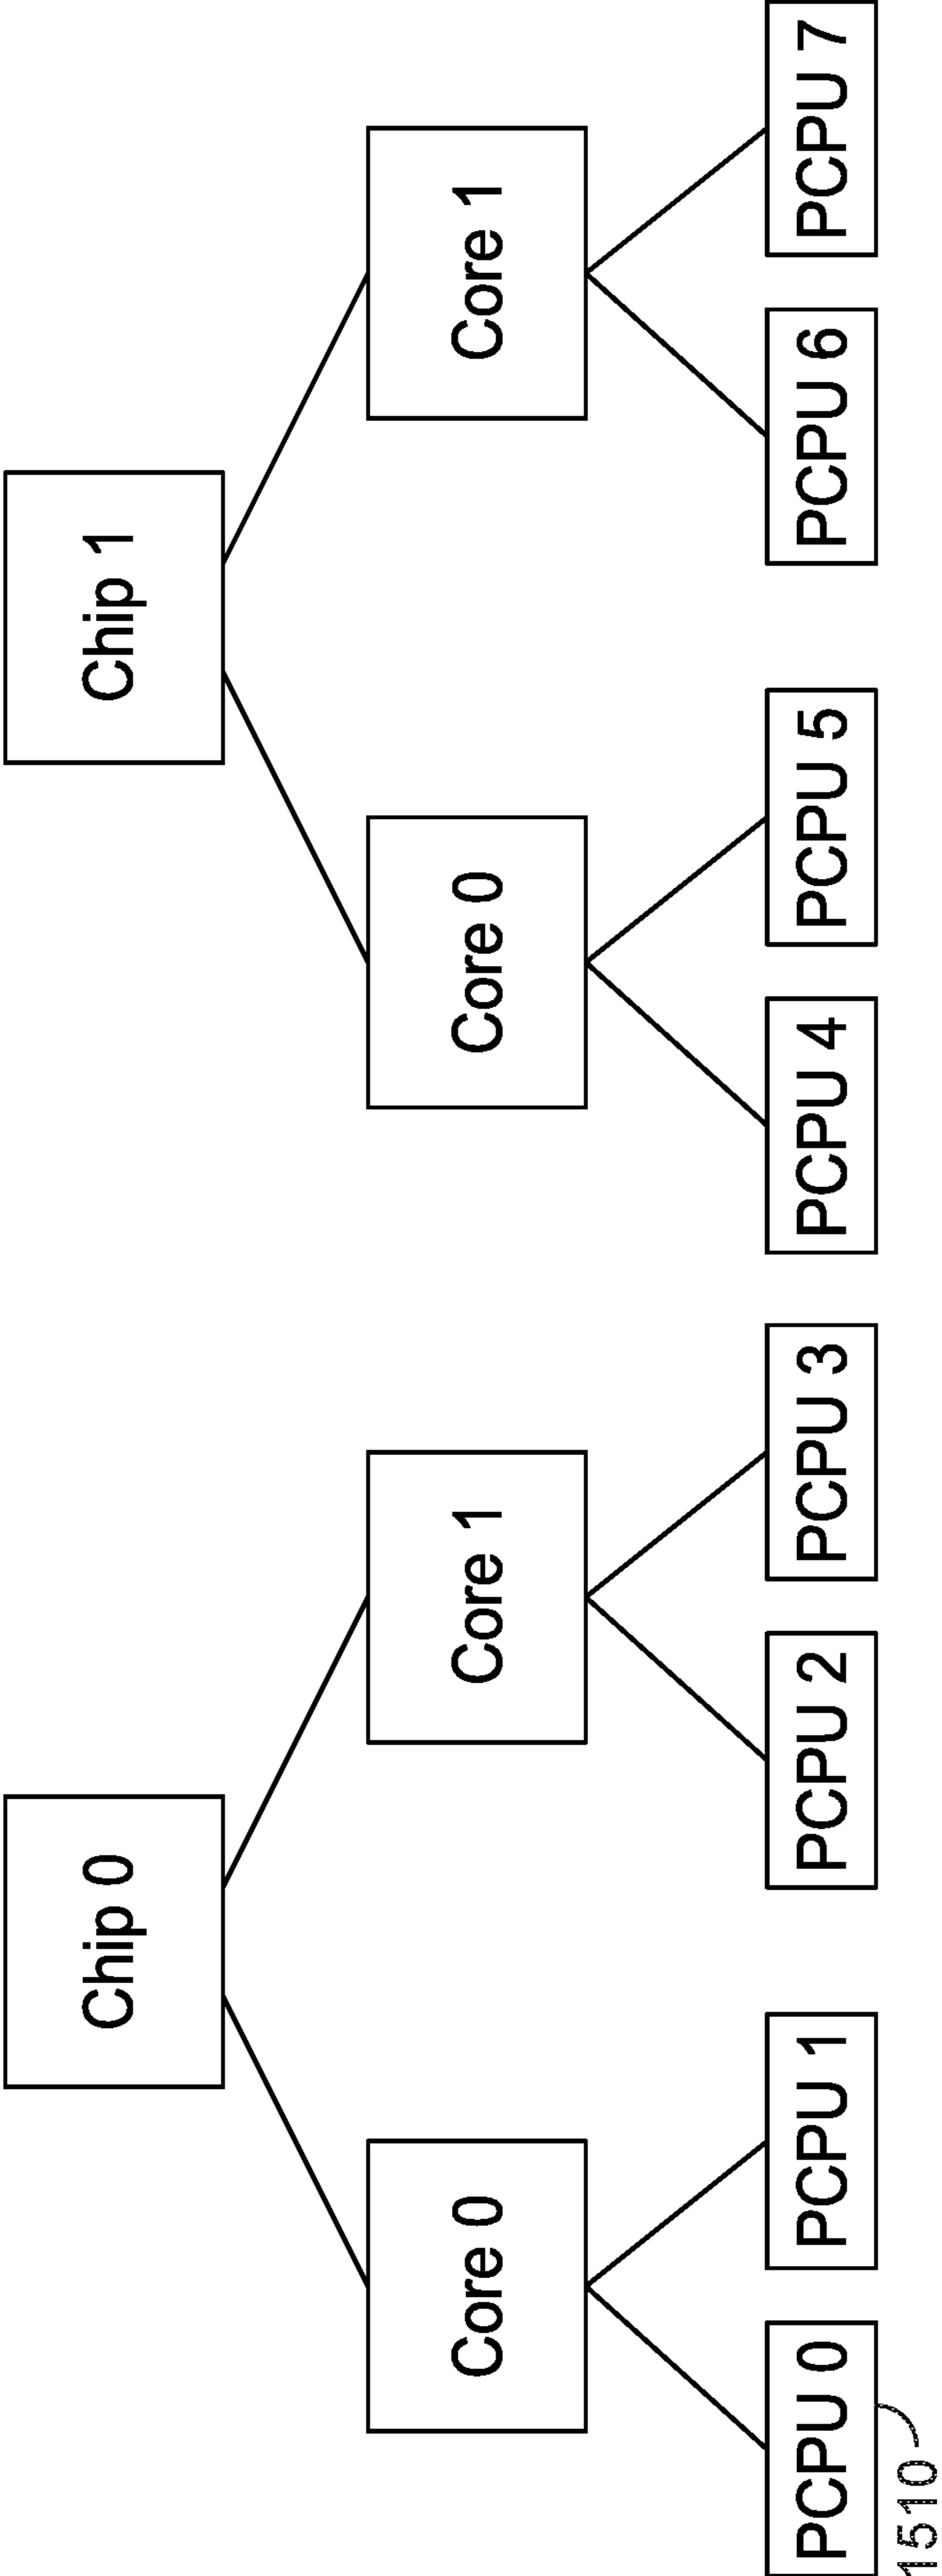 Chip 0
Chip 1
Core 0
Core 1
Core 0
Core 1
PCPU 0
PCPU 1
PCPU 2
PCPU 3
PCPU 4
PCPU 5
PCPU 6
PCPU 7
1510